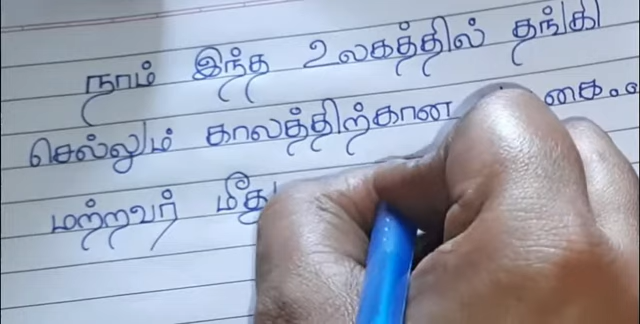 நாம் இந்த உலகத்தில் தங்கி
செல்லும் காலத்திற்கான
மற்றவர் மீது